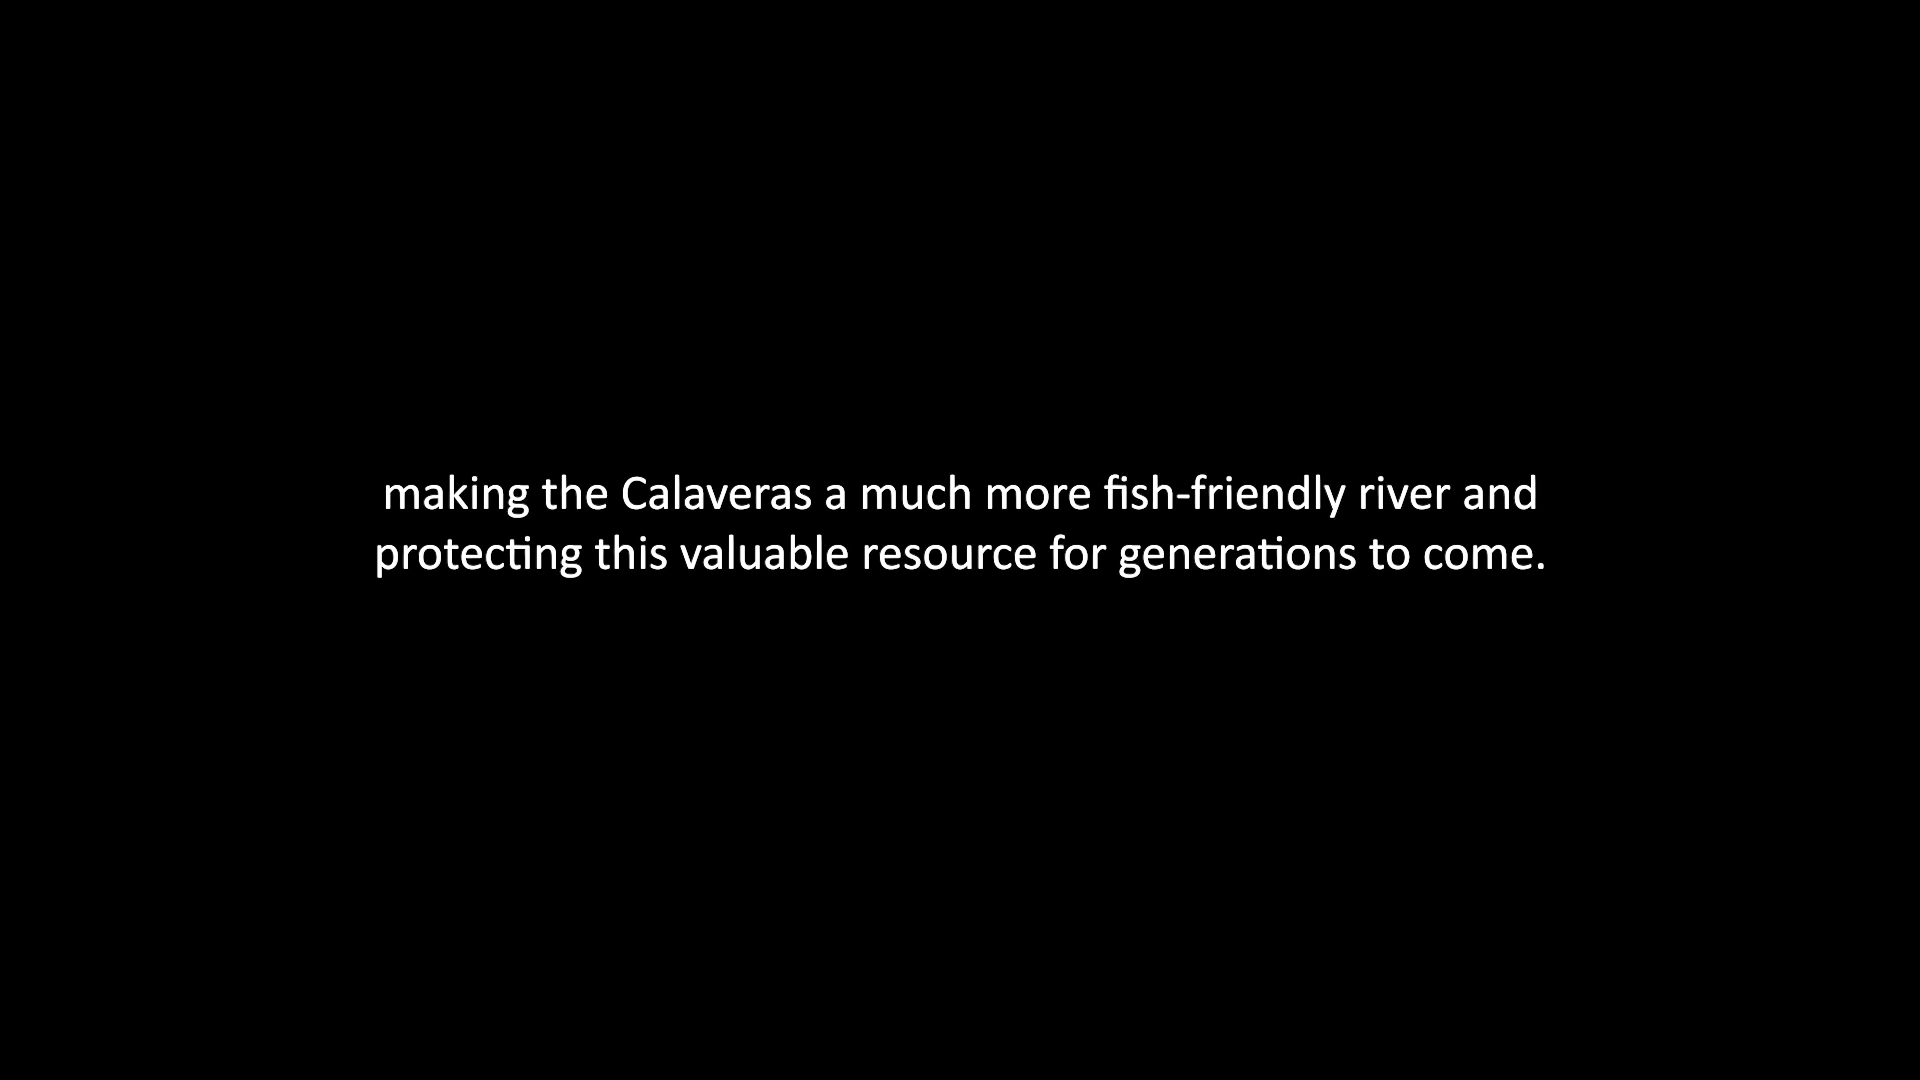 making the Calaveras a much more fish-friendly river and
protecting this valuable resource for generations to come.